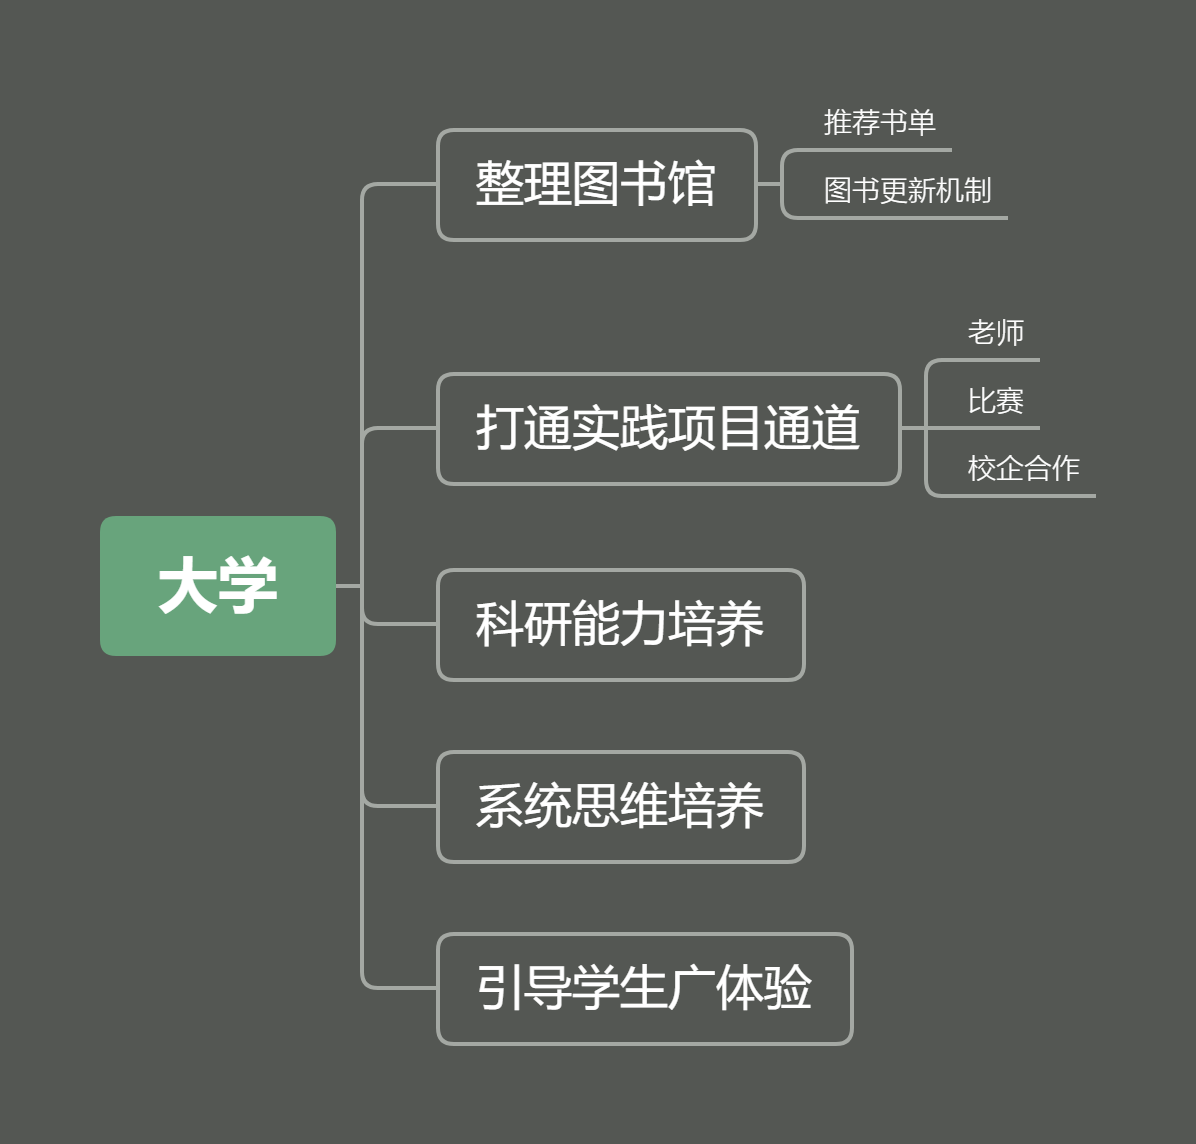 大学
整理图书馆
推荐书单
图书更新机制
打通实践项目通道
老师
比赛
校企合作
科研能力培养
系统思维培养
引导学生广体验